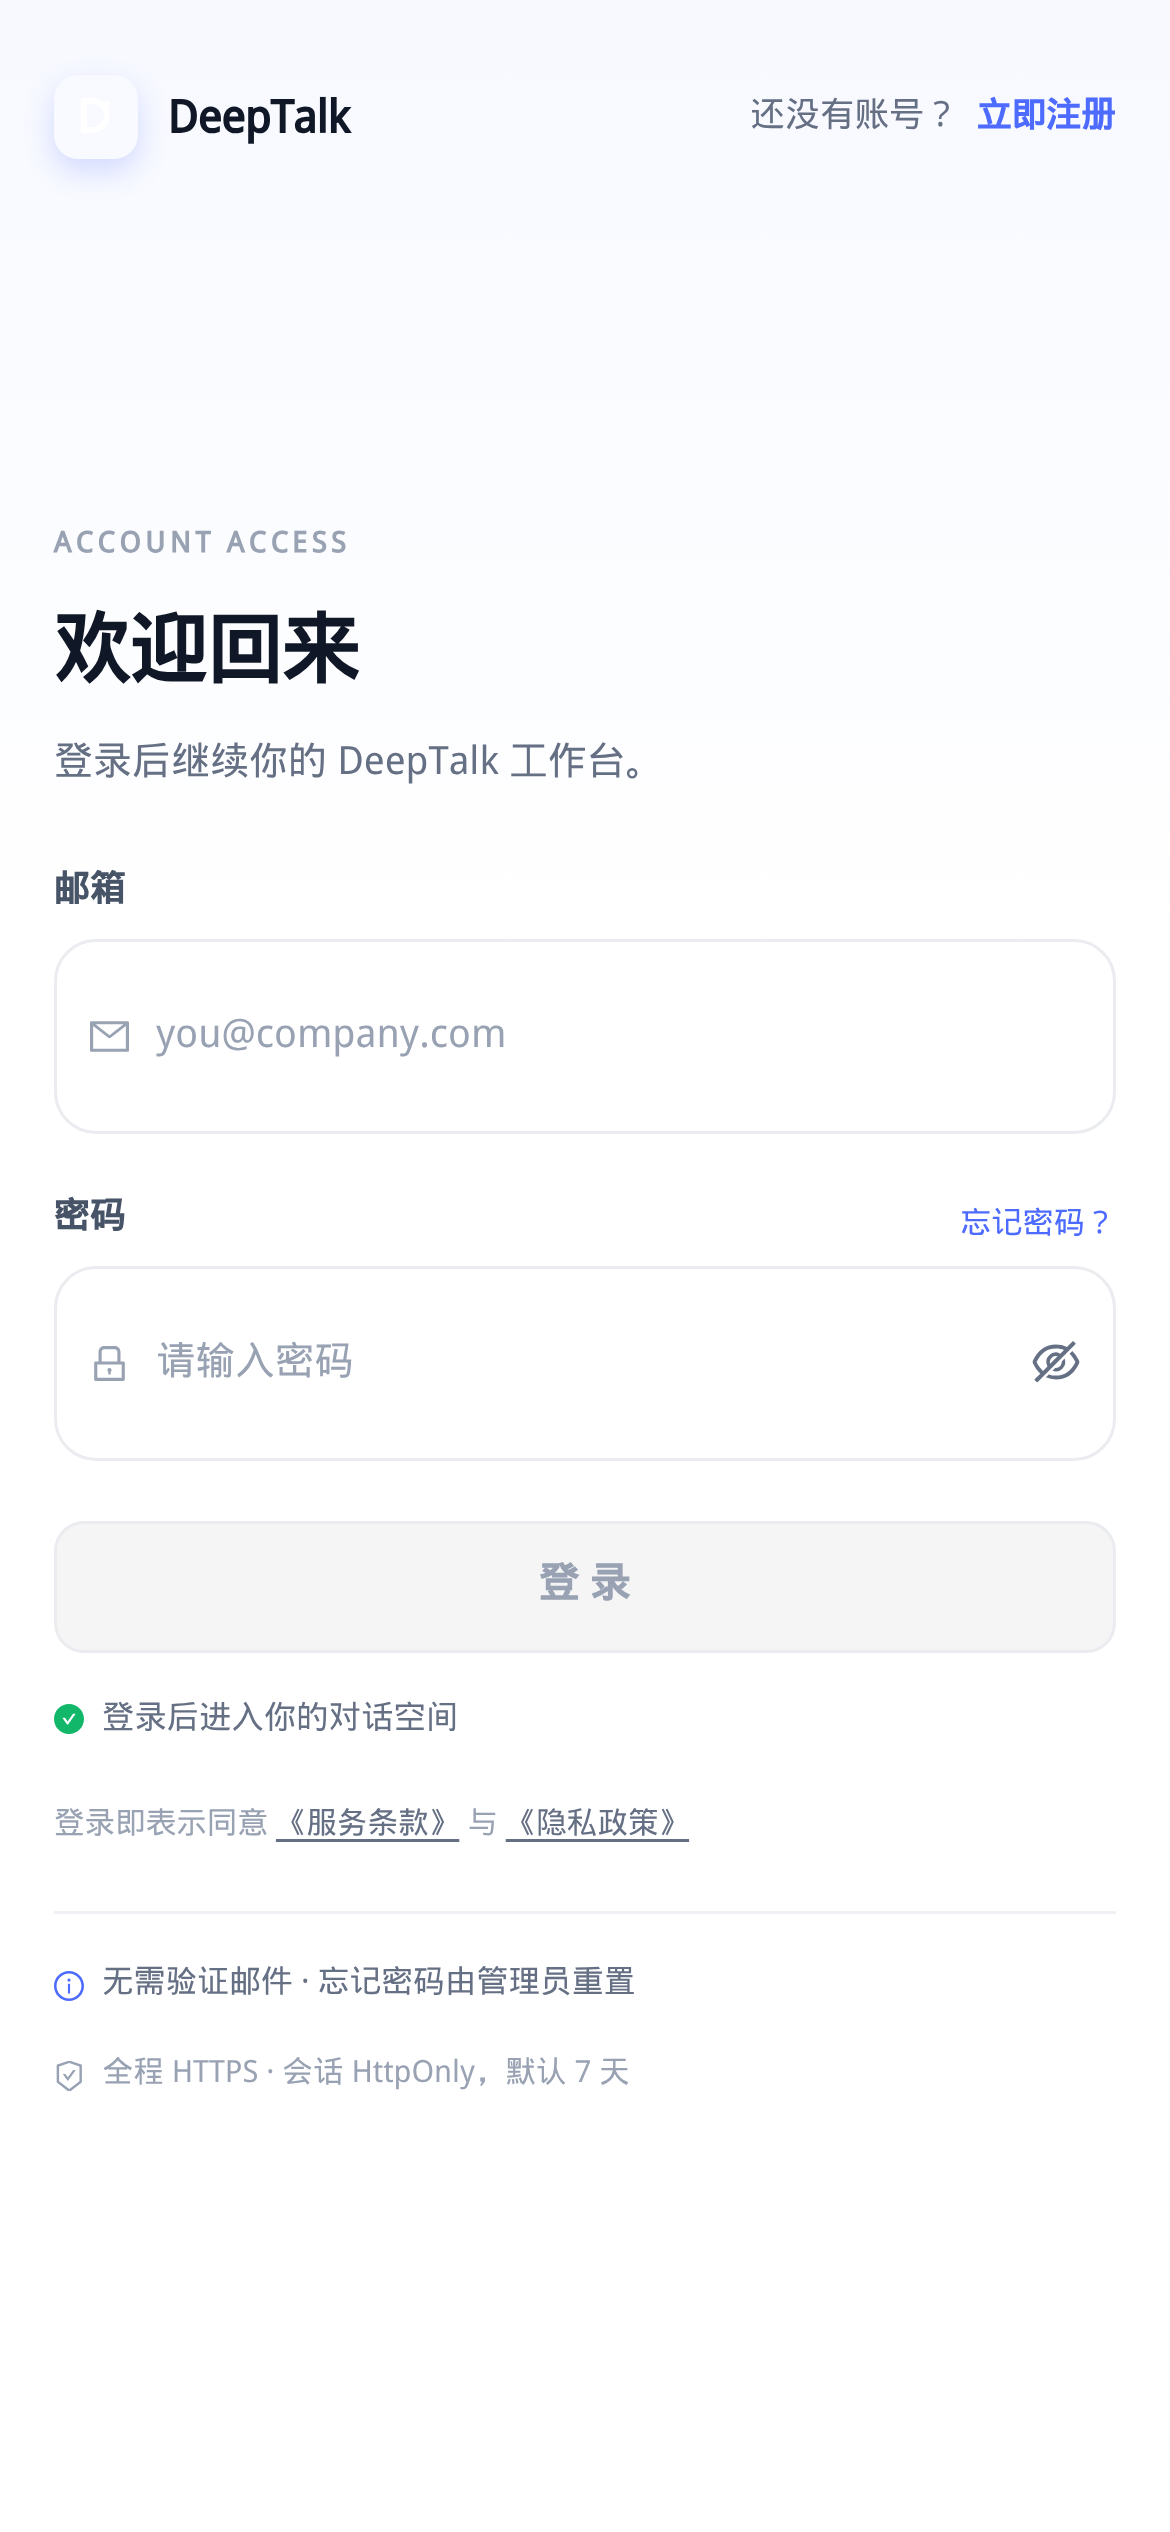 D
DeepTalk
还没有账号？ 立即注册
ACCOUNT ACCESS
欢迎回来
登录后继续你的 DeepTalk 工作台。
邮箱
you@company.com
密码
忘记密码？
请输入密码
登 录
登录后进入你的对话空间
登录即表示同意《服务条款》与《隐私政策》
无需验证邮件 · 忘记密码由管理员重置
全程 HTTPS · 会话 HttpOnly，默认 7 天